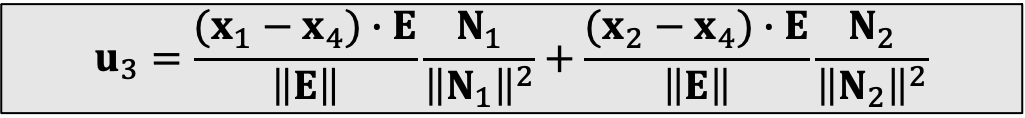 𝐮₃ = (𝐱₁ − 𝐱₄) · 𝐄 / ‖𝐄‖ 𝐍₁ / ‖𝐍₁‖² + (𝐱₂ − 𝐱₄) · 𝐄 / ‖𝐄‖ 𝐍₂ / ‖𝐍₂‖²